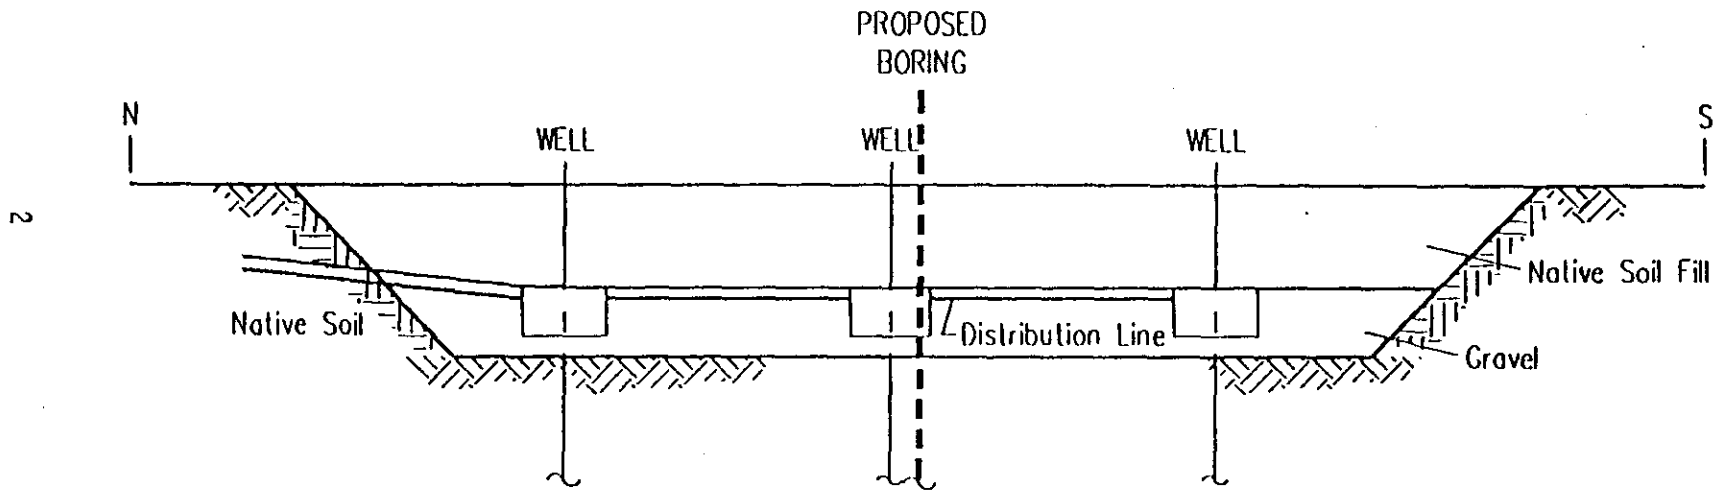 PROPOSED
BORING
N
S
WELL
WELL
WELL
2
Native Soil Fill
Native Soil
Distribution Line
Gravel